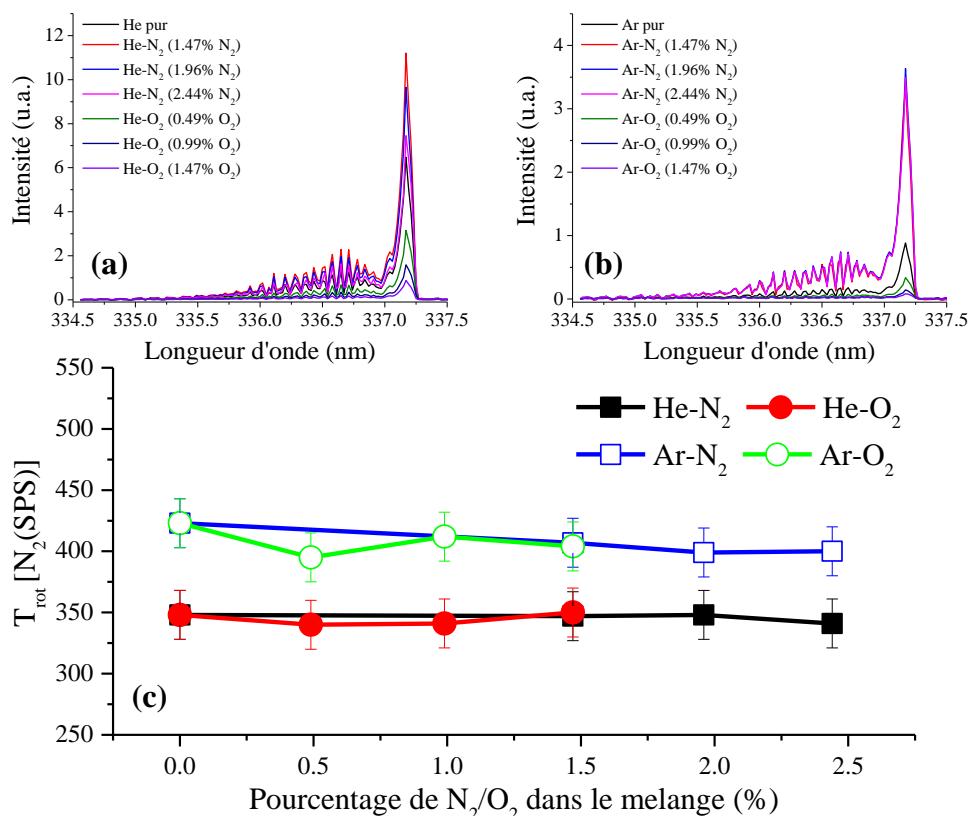 He pur
He-N₂ (1.47% N₂)
He-N₂ (1.96% N₂)
He-N₂ (2.44% N₂)
He-O₂ (0.49% O₂)
He-O₂ (0.99% O₂)
He-O₂ (1.47% O₂)
12
10
8
6
4
2
0
Intensité (u.a.)
(a)
334.5 335.0 335.5 336.0 336.5 337.0 337.5
Longueur d'onde (nm)
Ar pur
Ar-N₂ (1.47% N₂)
Ar-N₂ (1.96% N₂)
Ar-N₂ (2.44% N₂)
Ar-O₂ (0.49% O₂)
Ar-O₂ (0.99% O₂)
Ar-O₂ (1.47% O₂)
4
3
2
1
0
Intensité (u.a.)
(b)
334.5 335.0 335.5 336.0 336.5 337.0 337.5
Longueur d'onde (nm)
550
500
450
400
350
300
250
T_rot [N₂(SPS)]
He-N₂ He-O₂
Ar-N₂ Ar-O₂
(c)
0.0 0.5 1.0 1.5 2.0 2.5
Pourcentage de N₂/O₂ dans le melange (%)